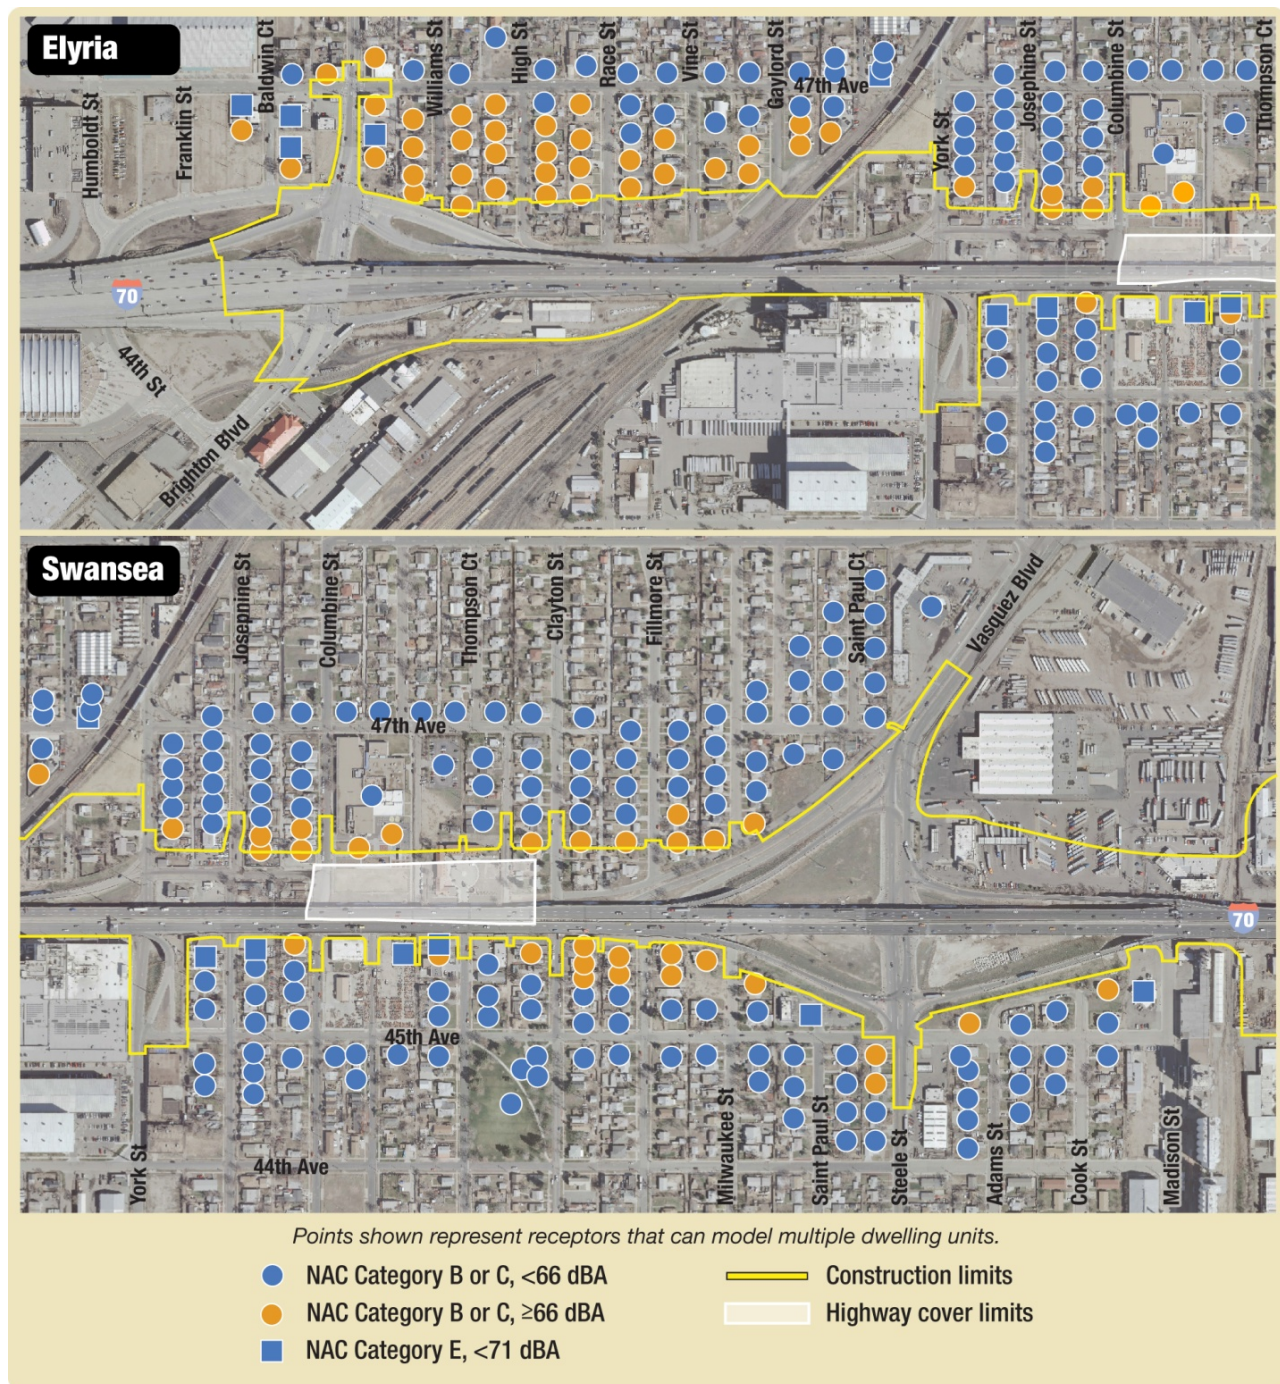 Elyria
Humboldt St
Franklin St
Baldwin Ct
Williams St
High St
Race St
Vine St
Gaylord St
47th Ave
York St
Josephine St
Columbine St
Thompson Ct
70
44th St
Brighton Blvd
Swansea
Josephine St
Columbine St
Thompson Ct
Clayton St
Fillmore St
Saint Paul Ct
Vasquez Blvd
47th Ave
70
45th Ave
44th Ave
York St
Milwaukee St
Saint Paul St
Steele St
Adams St
Cook St
Madison St
Points shown represent receptors that can model multiple dwelling units.
NAC Category B or C, <66 dBA
NAC Category B or C, ≥66 dBA
NAC Category E, <71 dBA
Construction limits
Highway cover limits